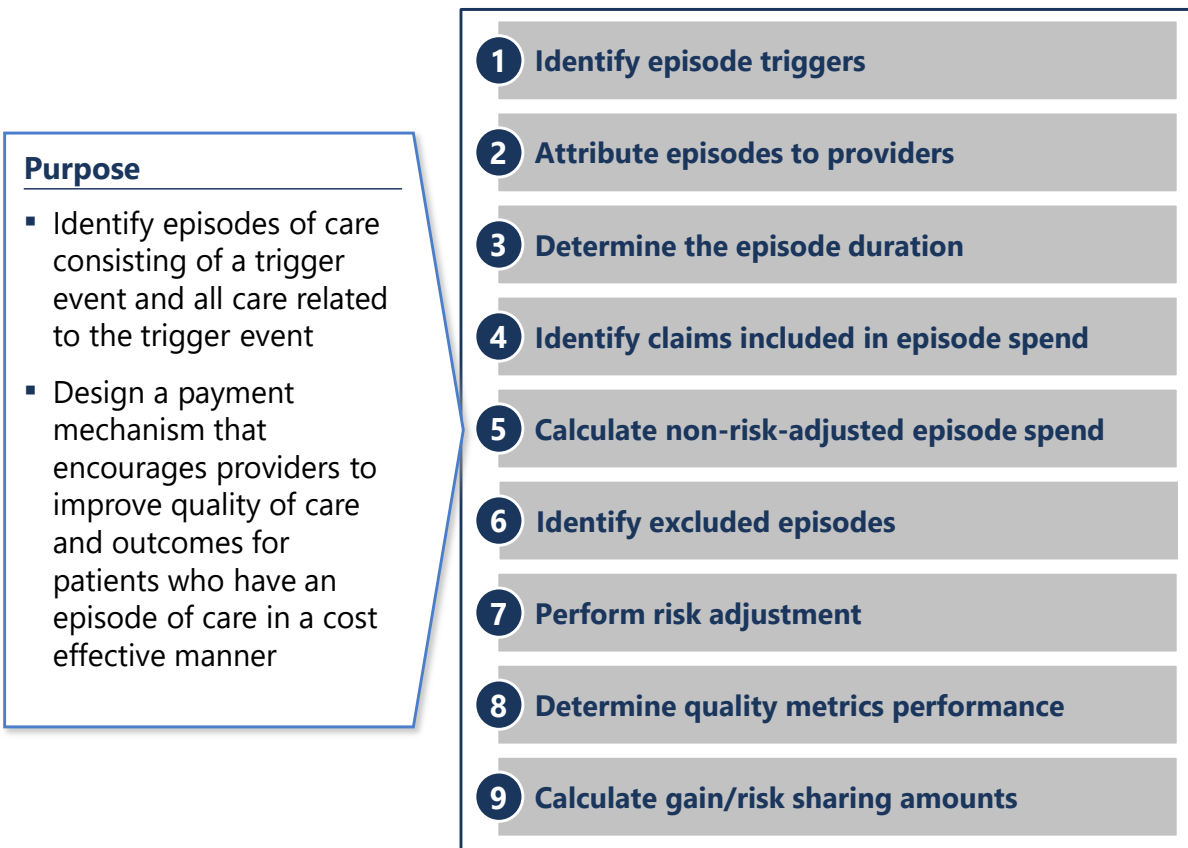 Purpose
▪ Identify episodes of care
consisting of a trigger
event and all care related
to the trigger event
▪ Design a payment
mechanism that
encourages providers to
improve quality of care
and outcomes for
patients who have an
episode of care in a cost
effective manner
1 Identify episode triggers
2 Attribute episodes to providers
3 Determine the episode duration
4 Identify claims included in episode spend
5 Calculate non-risk-adjusted episode spend
6 Identify excluded episodes
7 Perform risk adjustment
8 Determine quality metrics performance
9 Calculate gain/risk sharing amounts